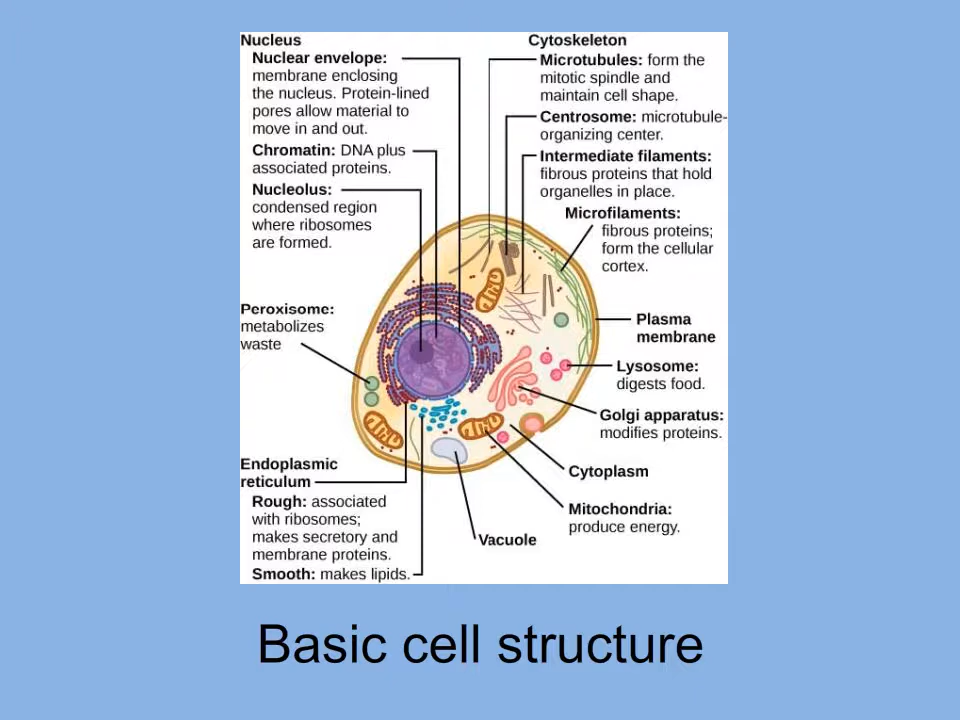 Nucleus
Nuclear envelope:
membrane enclosing
the nucleus. Protein-lined
pores allow material to
move in and out.
Chromatin: DNA plus
associated proteins.
Nucleolus:
condensed region
where ribosomes
are formed.
Peroxisome:
metabolizes
waste
Endoplasmic
reticulum
Rough: associated
with ribosomes;
makes secretory and
membrane proteins.
Smooth: makes lipids.
Cytoskeleton
Microtubules: form the
mitotic spindle and
maintain cell shape.
Centrosome: microtubule-
organizing center.
Intermediate filaments:
fibrous proteins that hold
organelles in place.
Microfilaments:
fibrous proteins;
form the cellular
cortex.
Plasma
membrane
Lysosome:
digests food.
Golgi apparatus:
modifies proteins.
Cytoplasm
Mitochondria:
produce energy.
Vacuole
Basic cell structure